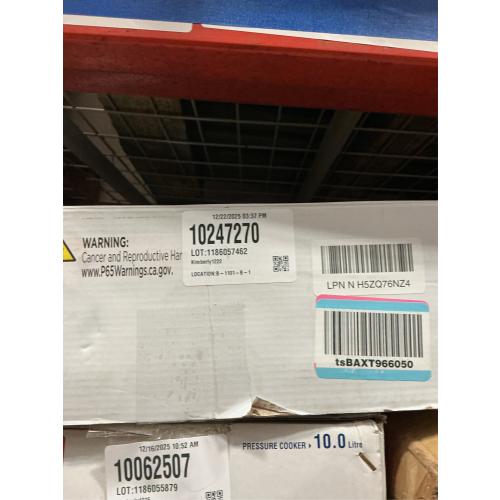 WARNING:
Cancer and Reproductive Har
www.P65Warnings.ca.gov.
12/22/2025 03:37 PM
10247270
LOT:1186057462
Kimberly1222
LOCATION:B-1101-B-1
LPN N H5ZQ76NZ4
tsBAXT966050
12/16/2025 10:52 AM
10062507
LOT:1186055879
PRESSURE COOKER › 10.0 Litre